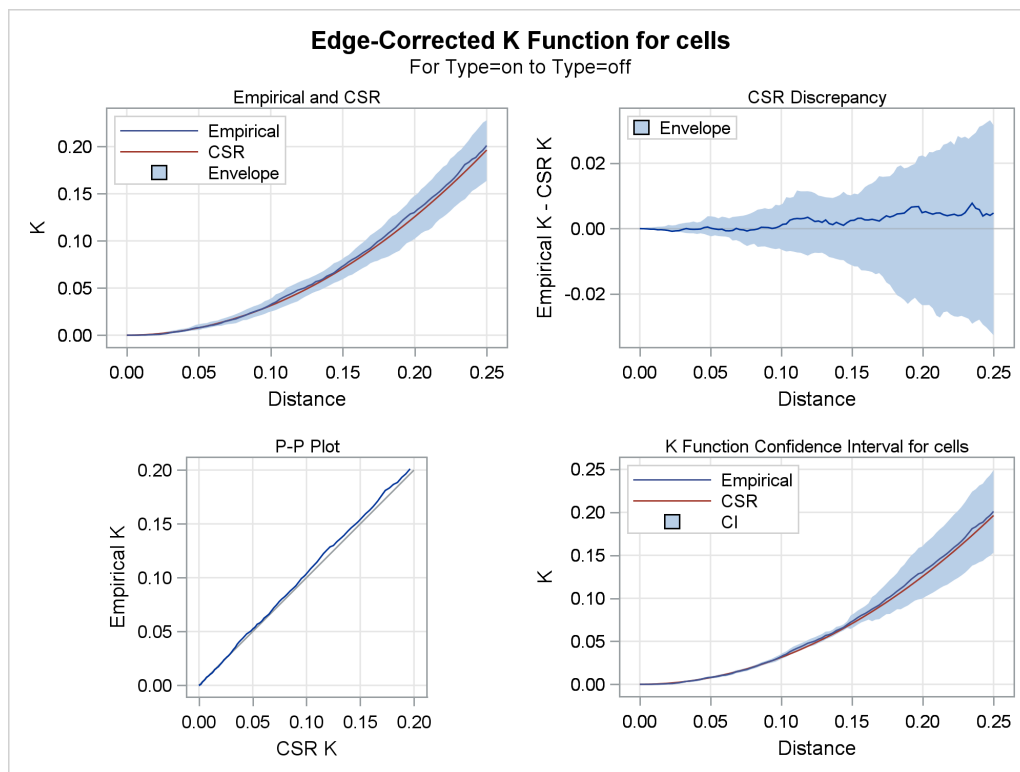 Edge-Corrected K Function for cells
For Type=on to Type=off
Empirical and CSR
Empirical
CSR
Envelope
K
0.20
0.15
0.10
0.05
0.00
0.00 0.05 0.10 0.15 0.20 0.25
Distance
CSR Discrepancy
Envelope
Empirical K - CSR K
0.02
0.00
-0.02
0.00 0.05 0.10 0.15 0.20 0.25
Distance
P-P Plot
Empirical K
0.20
0.15
0.10
0.05
0.00
0.00 0.05 0.10 0.15 0.20
CSR K
K Function Confidence Interval for cells
Empirical
CSR
CI
K
0.25
0.20
0.15
0.10
0.05
0.00
0.00 0.05 0.10 0.15 0.20 0.25
Distance